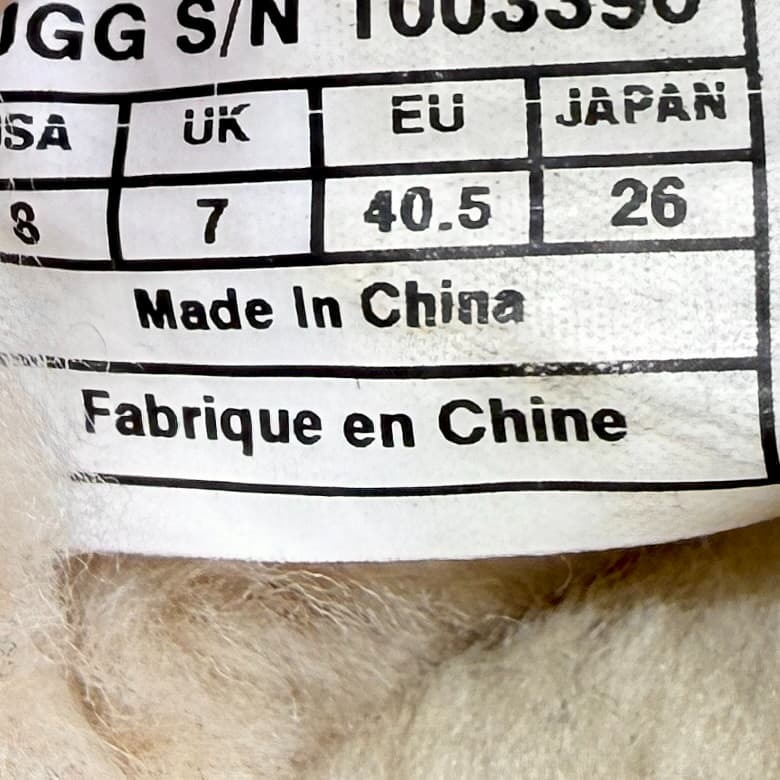 UGG S/N 1003390
USA UK EU JAPAN
8 7 40.5 26
Made In China
Fabrique en Chine